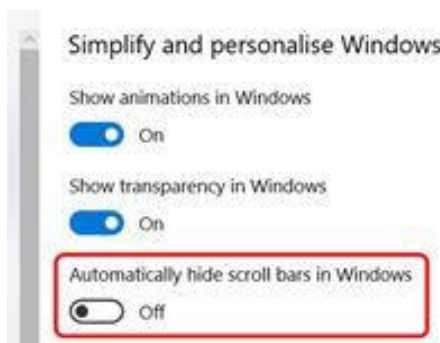 Simplify and personalise Windows
Show animations in Windows
On
Show transparency in Windows
On
Automatically hide scroll bars in Windows
Off